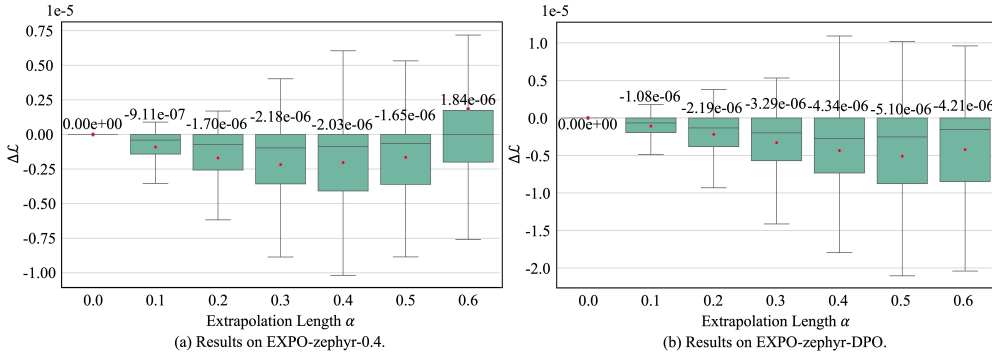 1e-5
0.75
0.50
0.25
0.00
-0.25
-0.50
-0.75
-1.00
Δℒ
0.00e+00
-9.11e-07
-1.70e-06
-2.18e-06
-2.03e-06
-1.65e-06
1.84e-06
0.0 0.1 0.2 0.3 0.4 0.5 0.6
Extrapolation Length α
(a) Results on EXPO-zephyr-0.4.
1e-5
1.0
0.5
0.0
-0.5
-1.0
-1.5
-2.0
Δℒ
0.00e+00
-1.08e-06
-2.19e-06
-3.29e-06
-4.34e-06
-5.10e-06
-4.21e-06
0.0 0.1 0.2 0.3 0.4 0.5 0.6
Extrapolation Length α
(b) Results on EXPO-zephyr-DPO.